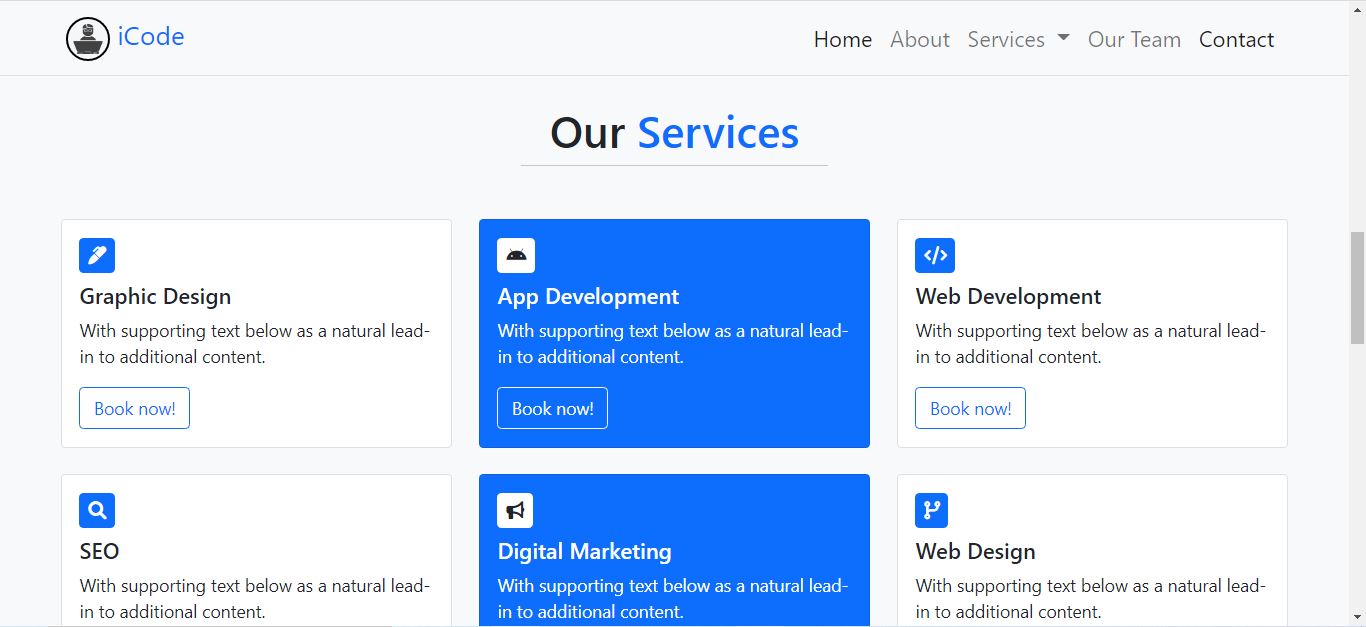 iCode
Home About Services Our Team Contact
Our Services
Graphic Design
With supporting text below as a natural lead-
in to additional content.
Book now!
App Development
With supporting text below as a natural lead-
in to additional content.
Book now!
Web Development
With supporting text below as a natural lead-
in to additional content.
Book now!
SEO
With supporting text below as a natural lead-
in to additional content.
Digital Marketing
With supporting text below as a natural lead-
in to additional content.
Web Design
With supporting text below as a natural lead-
in to additional content.